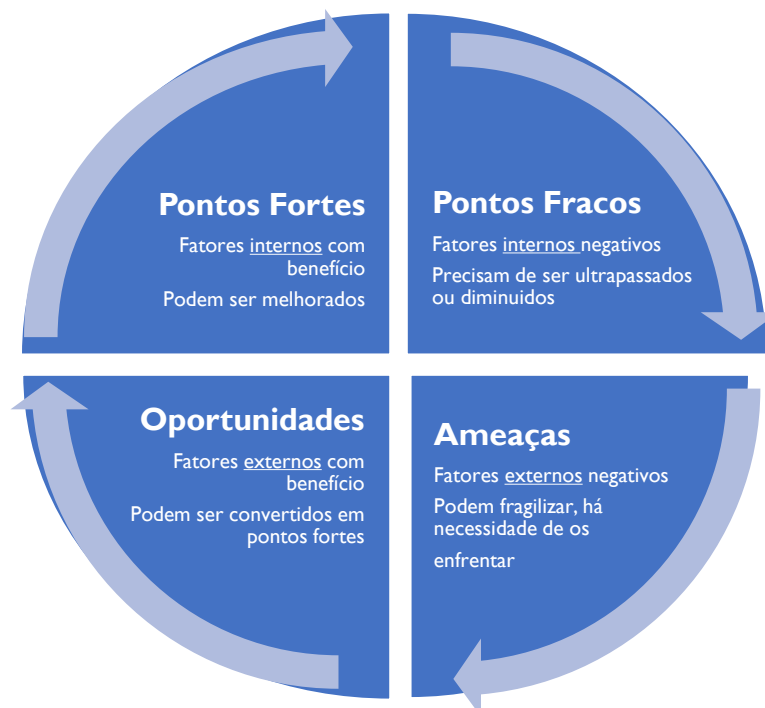 Pontos Fortes
Fatores internos com
benefício
Podem ser melhorados
Pontos Fracos
Fatores internos negativos
Precisam de ser ultrapassados
ou diminuidos
Oportunidades
Fatores externos com
benefício
Podem ser convertidos em
pontos fortes
Ameaças
Fatores externos negativos
Podem fragilizar, há
necessidade de os
enfrentar